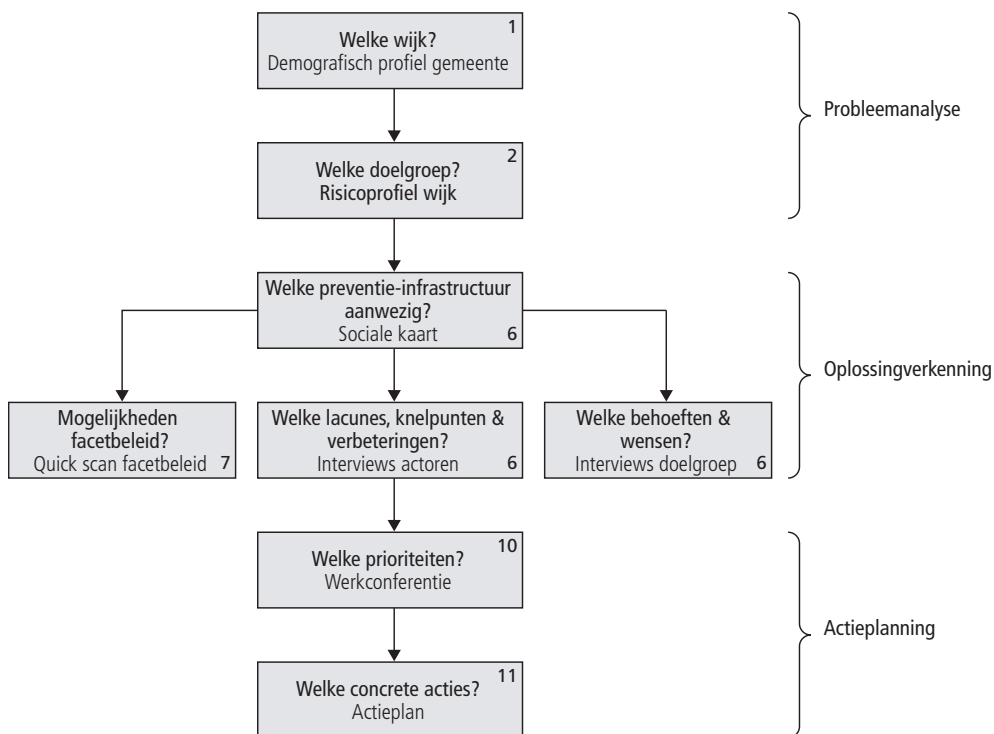 1
Welke wijk?
Demografisch profiel gemeente
Probleemanalyse
2
Welke doelgroep?
Risicoprofiel wijk
Welke preventie-infrastructuur
aanwezig?
Sociale kaart 6
Oplossingverkenning
Mogelijkheden
facetbeleid?
Quick scan facetbeleid 7
Welke lacunes, knelpunten &
verbeteringen?
Interviews actoren 6
Welke behoeften &
wensen?
Interviews doelgroep 6
10
Welke prioriteiten?
Werkconferentie
Actieplanning
11
Welke concrete acties?
Actieplan